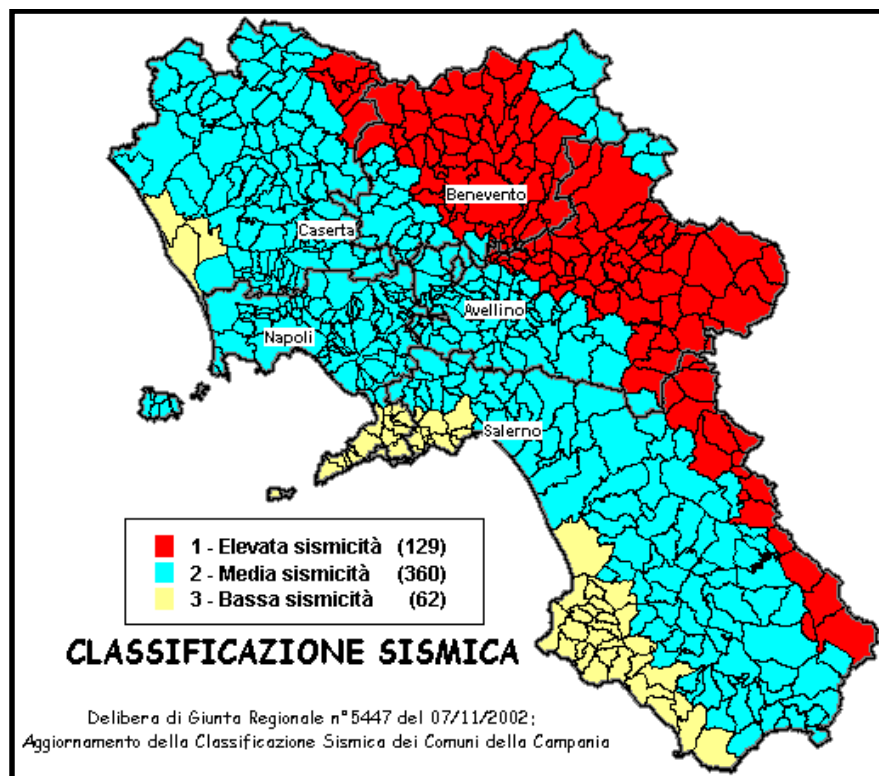 Benevento
Caserta
Avellino
Napoli
Salerno
1 - Elevata sismicità (129)
2 - Media sismicità (360)
3 - Bassa sismicità (62)
CLASSIFICAZIONE SISMICA
Delibera di Giunta Regionale n°5447 del 07/11/2002;
Aggiornamento della Classificazione Sismica dei Comuni della Campania